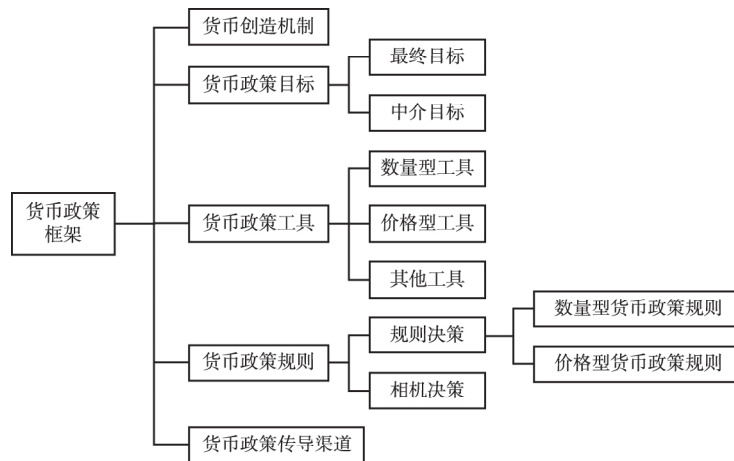 货币政策
框架
货币创造机制
货币政策目标
最终目标
中介目标
货币政策工具
数量型工具
价格型工具
其他工具
货币政策规则
规则决策
数量型货币政策规则
价格型货币政策规则
相机决策
货币政策传导渠道